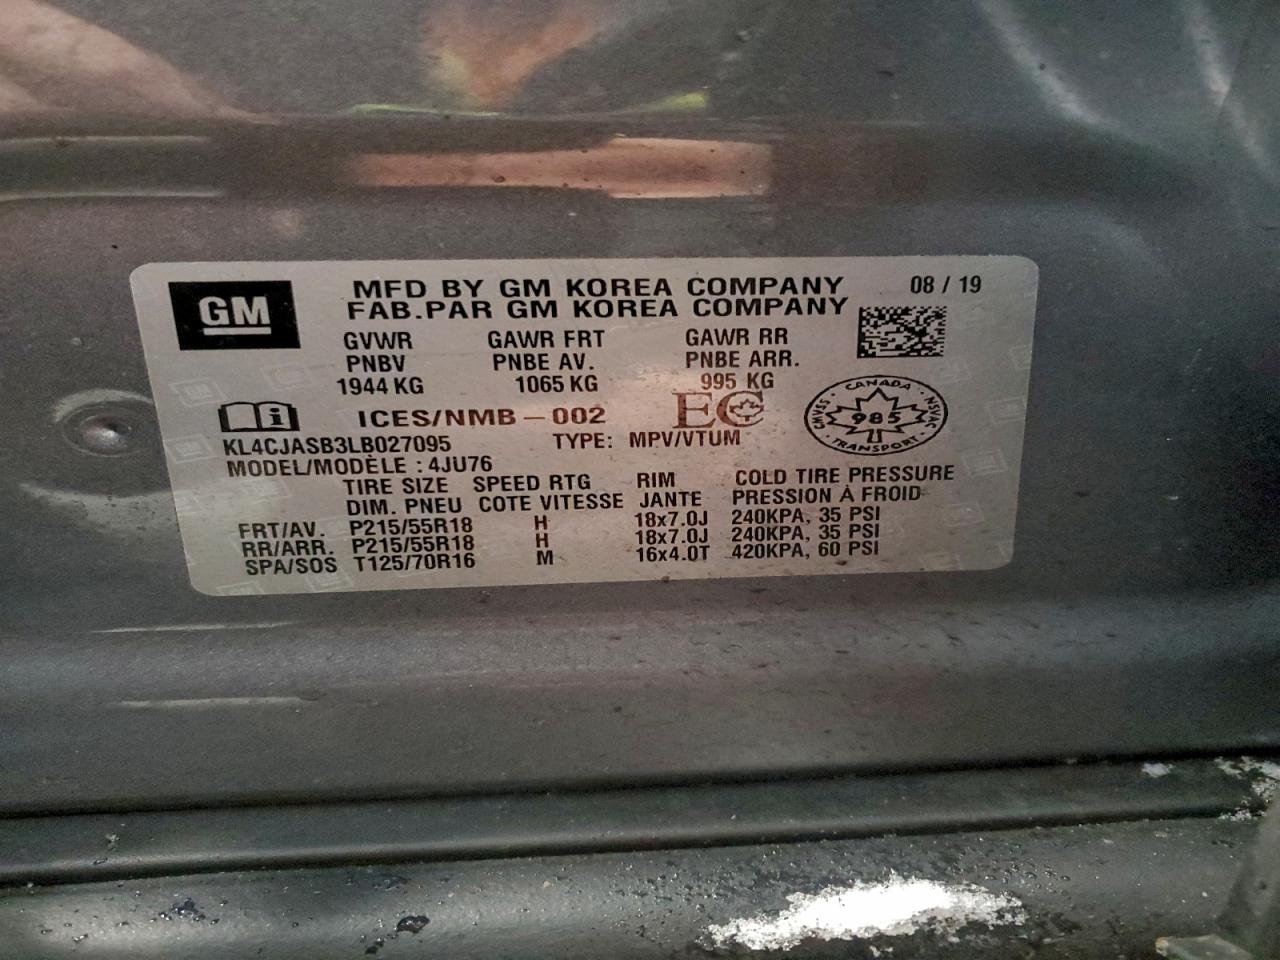 GM
MFD BY GM KOREA COMPANY 08 / 19
FAB.PAR GM KOREA COMPANY
GVWR GAWR FRT GAWR RR
PNBV PNBE AV. PNBE ARR.
1944 KG 1065 KG 995 KG
ICES/NMB-002 EC
KL4CJASB3LB027095 TYPE: MPV/VTUM
MODEL/MODÈLE : 4JU76
CANADA
CMVSS 985 NSVAC
TRANSPORT
TIRE SIZE SPEED RTG RIM COLD TIRE PRESSURE
DIM. PNEU COTE VITESSE JANTE PRESSION À FROID
FRT/AV. P215/55R18 H 18x7.0J 240KPA, 35 PSI
RR/ARR. P215/55R18 H 18x7.0J 240KPA, 35 PSI
SPA/SOS T125/70R16 M 16x4.0T 420KPA, 60 PSI